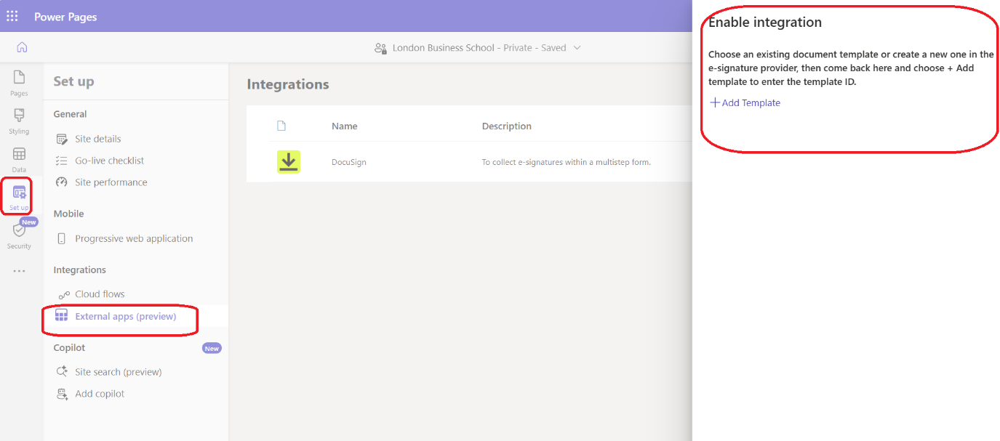 Power Pages
London Business School - Private - Saved
Pages
Styling
Data
Set up
New
Security
Set up
General
Site details
Go-live checklist
Site performance
Mobile
Progressive web application
Integrations
Cloud flows
External apps (preview)
Copilot
New
Site search (preview)
Add copilot
Integrations
Name
Description
DocuSign
To collect e-signatures within a multistep form.
Enable integration
Choose an existing document template or create a new one in the
e-signature provider, then come back here and choose + Add
template to enter the template ID.
Add Template